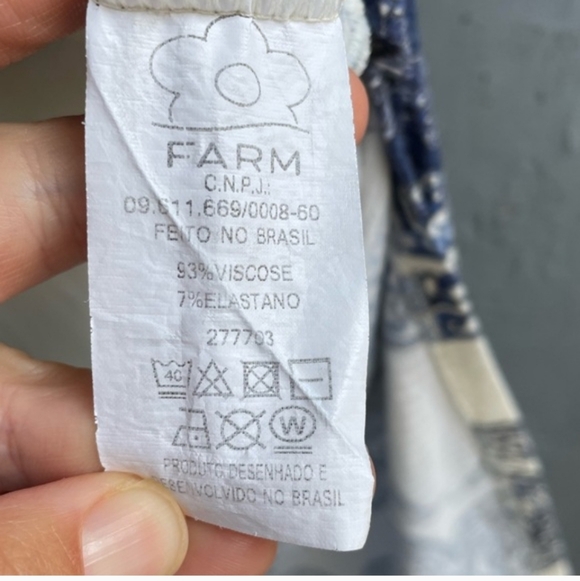 FARM
C.N.P.J.:
09.611.669/0008-60
FEITO NO BRASIL
93%VISCOSE
7%ELASTANO
277703
40
W
PRODUTO DESENHADO E
DESENVOLVIDO NO BRASIL